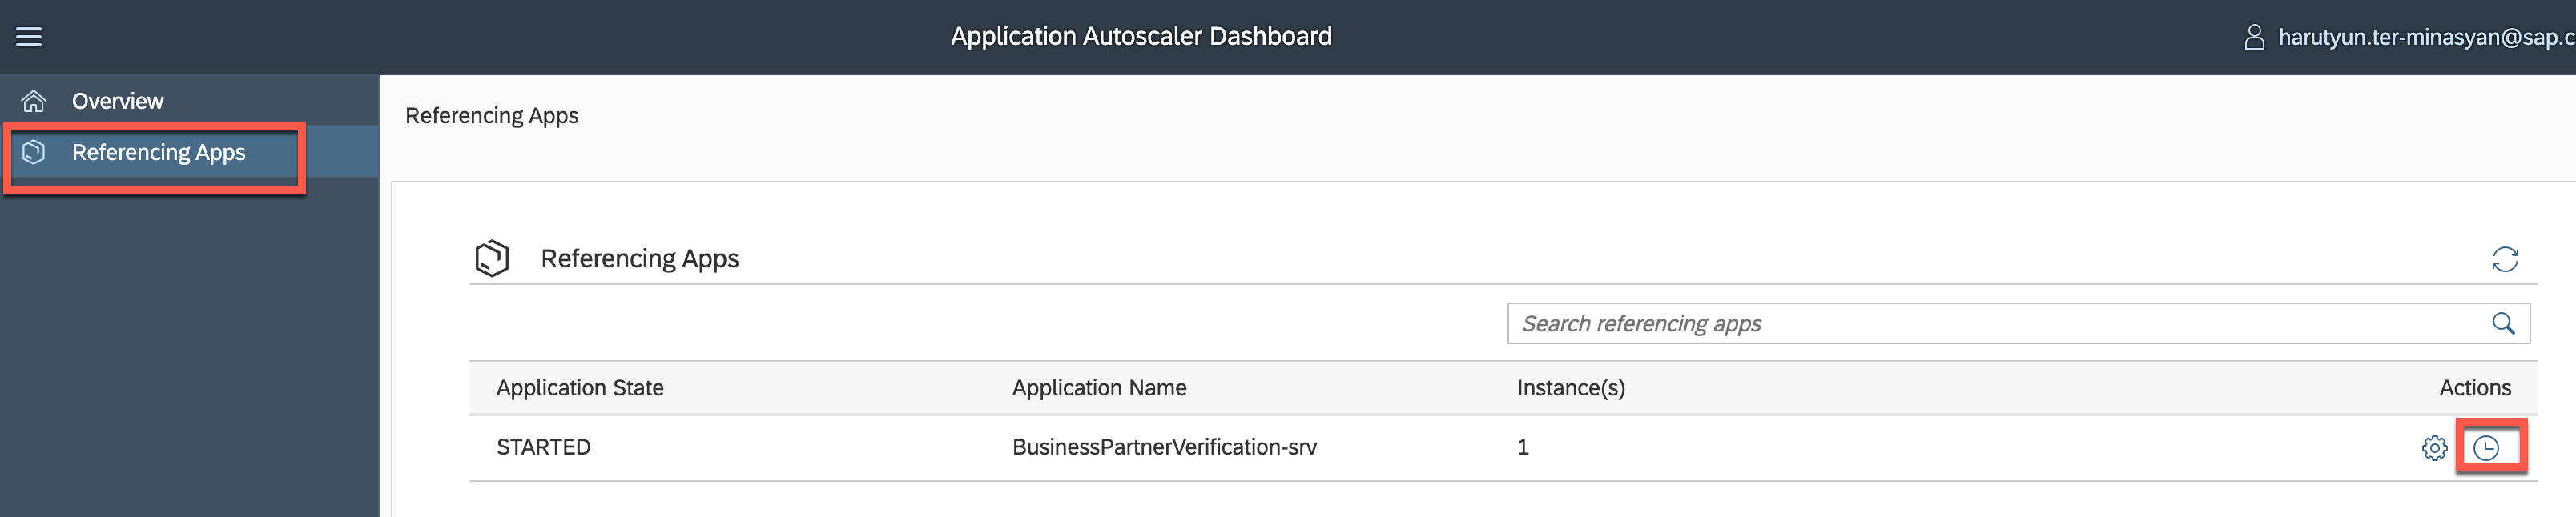 Application Autoscaler Dashboard
harutyun.ter-minasyan@sap.c
Overview
Referencing Apps
Referencing Apps
Referencing Apps
Search referencing apps
Application State Application Name Instance(s) Actions
STARTED BusinessPartnerVerification-srv 1